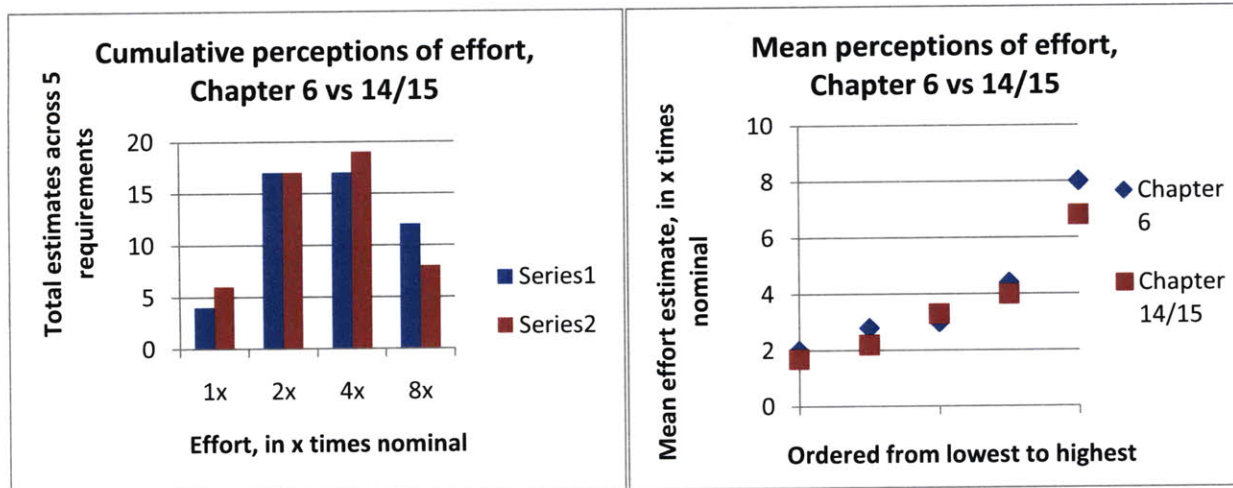 Cumulative perceptions of effort,
Chapter 6 vs 14/15
Total estimates across 5
requirements
20
15
10
5
0
1x 2x 4x 8x
Effort, in x times nominal
Series1
Series2
Mean perceptions of effort,
Chapter 6 vs 14/15
Mean effort estimate, in x times
nominal
10
8
6
4
2
0
Ordered from lowest to highest
Chapter
6
Chapter
14/15